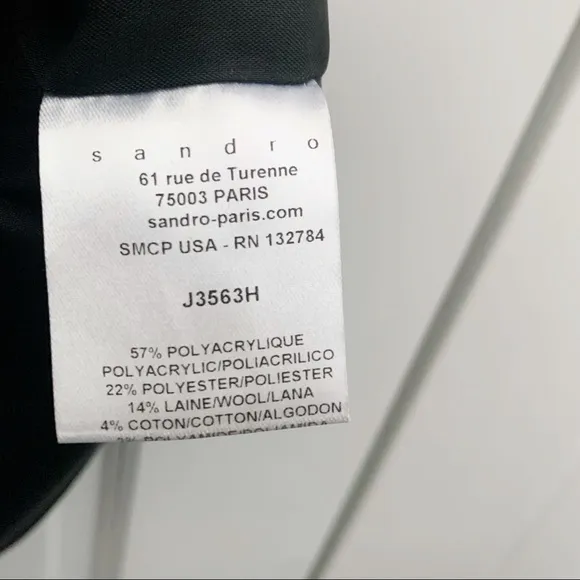 sandro
61 rue de Turenne
75003 PARIS
sandro-paris.com
SMCP USA - RN 132784
J3563H
57% POLYACRYLIQUE
POLYACRYLIC/POLIACRILICO
22% POLYESTER/POLIESTER
14% LAINE/WOOL/LANA
4% COTON/COTTON/ALGODON